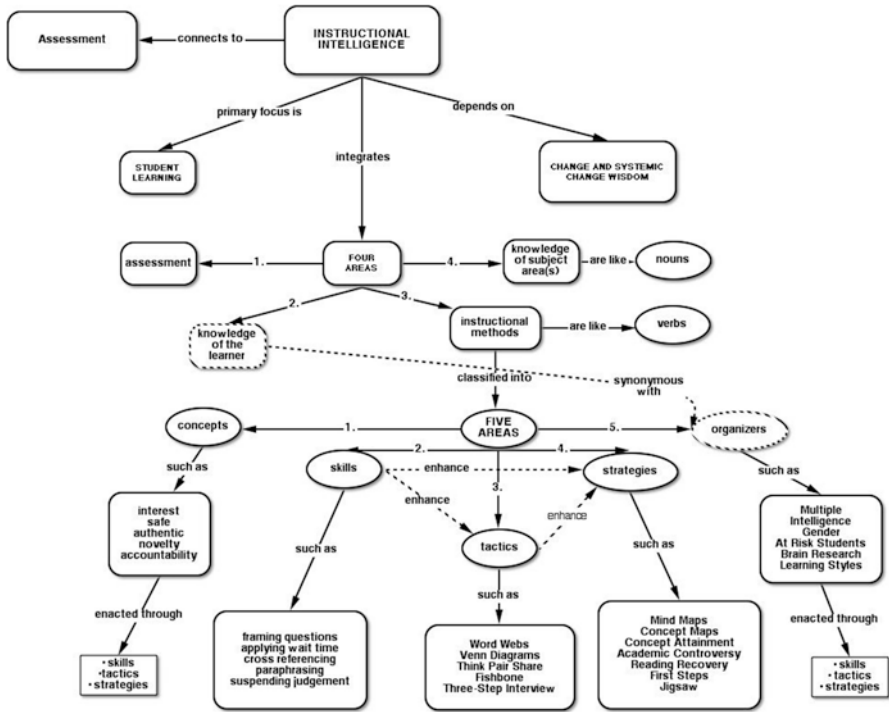 Assessment
connects to
INSTRUCTIONAL
INTELLIGENCE
primary focus is
depends on
integrates
STUDENT
LEARNING
CHANGE AND SYSTEMIC
CHANGE WISDOM
assessment
1.
FOUR
AREAS
4.
knowledge
of subject
area(s)
are like
nouns
2.
3.
knowledge
of the
learner
instructional
methods
are like
verbs
classified into
synonymous
with
concepts
1.
FIVE
AREAS
5.
organizers
2.
4.
3.
skills
enhance
strategies
such as
enhance
enhance
such as
interest
safe
authentic
novelty
accountability
tactics
Multiple
Intelligence
Gender
At Risk Students
Brain Research
Learning Styles
such as
such as
such as
enacted through
enacted through
framing questions
applying wait time
cross referencing
paraphrasing
suspending judgement
Word Webs
Venn Diagrams
Think Pair Share
Fishbone
Three-Step Interview
Mind Maps
Concept Maps
Concept Attainment
Academic Controversy
Reading Recovery
First Steps
Jigsaw
• skills
• tactics
• strategies
• skills
• tactics
• strategies